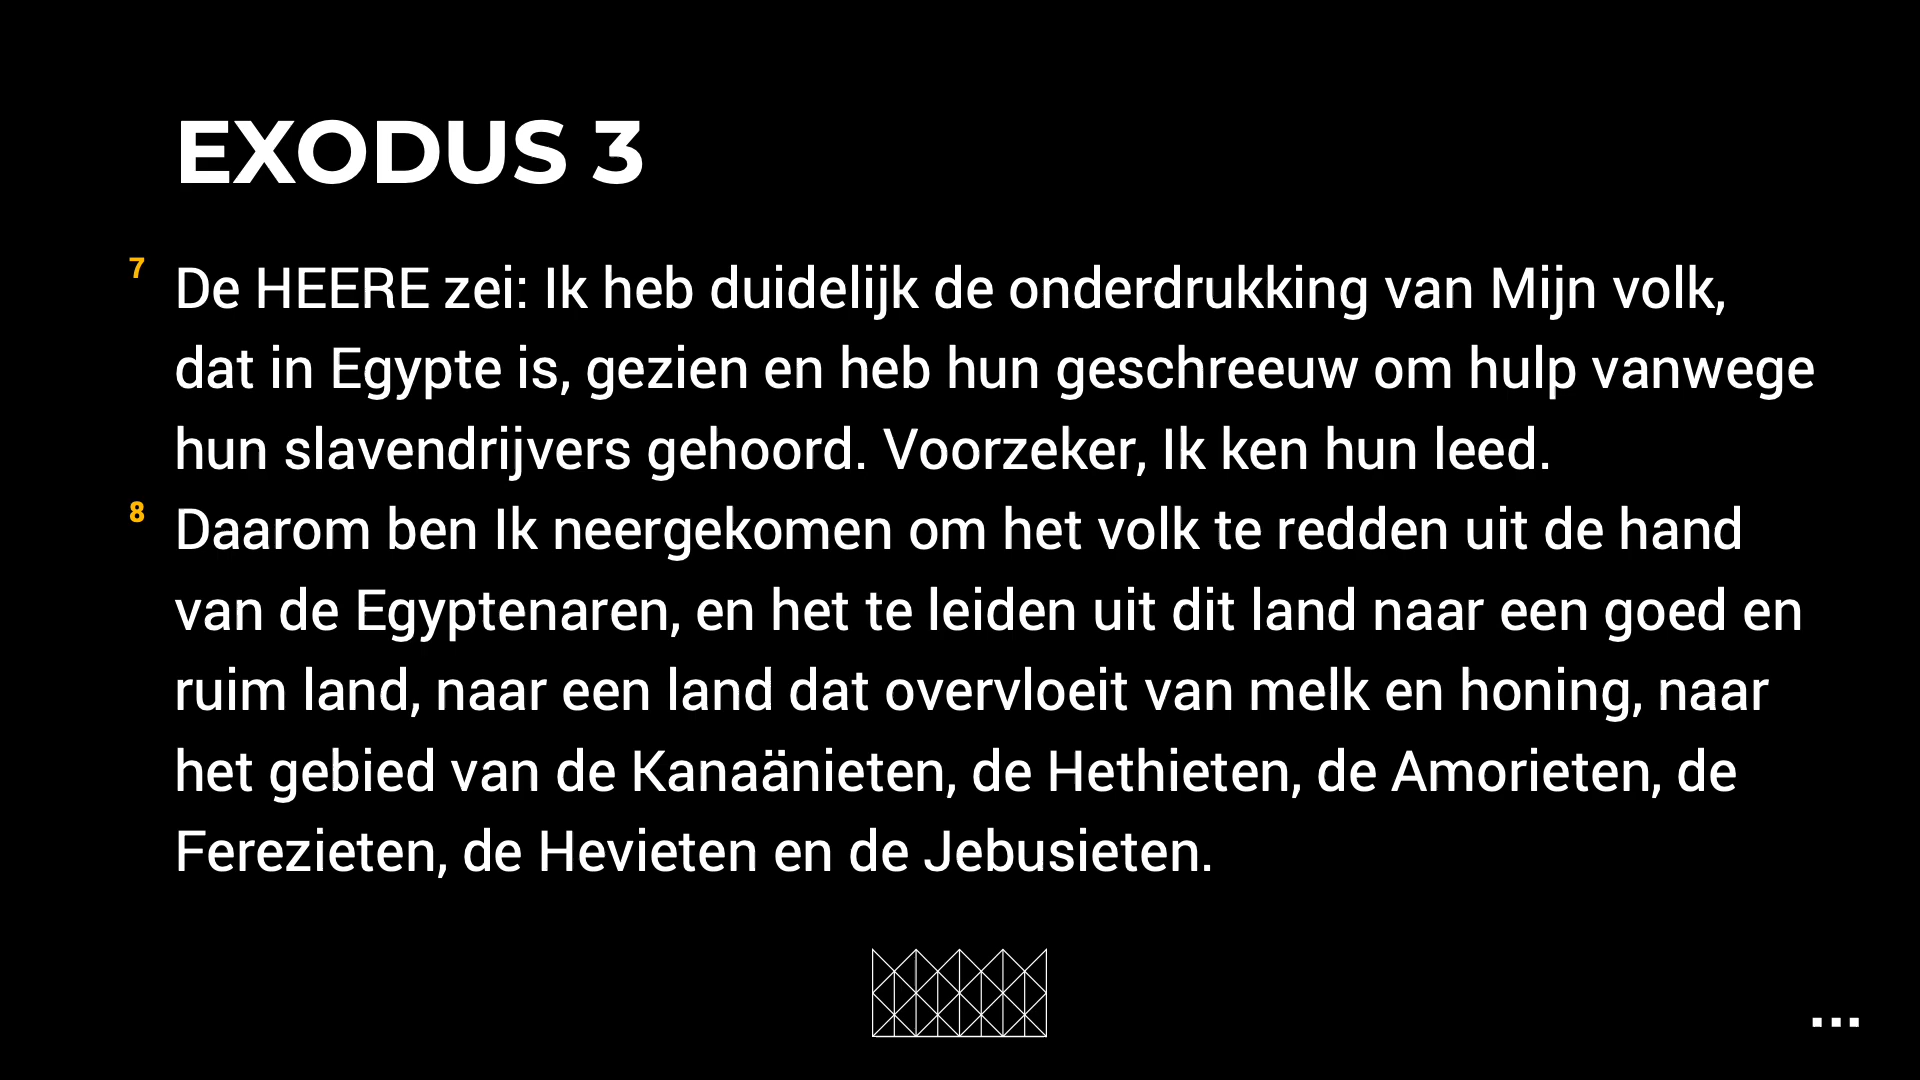 EXODUS 3
7 De HEERE zei: Ik heb duidelijk de onderdrukking van Mijn volk,
dat in Egypte is, gezien en heb hun geschreeuw om hulp vanwege
hun slavendrijvers gehoord. Voorzeker, Ik ken hun leed.
8 Daarom ben Ik neergekomen om het volk te redden uit de hand
van de Egyptenaren, en het te leiden uit dit land naar een goed en
ruim land, naar een land dat overvloeit van melk en honing, naar
het gebied van de Kanaänieten, de Hethieten, de Amorieten, de
Ferezieten, de Hevieten en de Jebusieten.
...